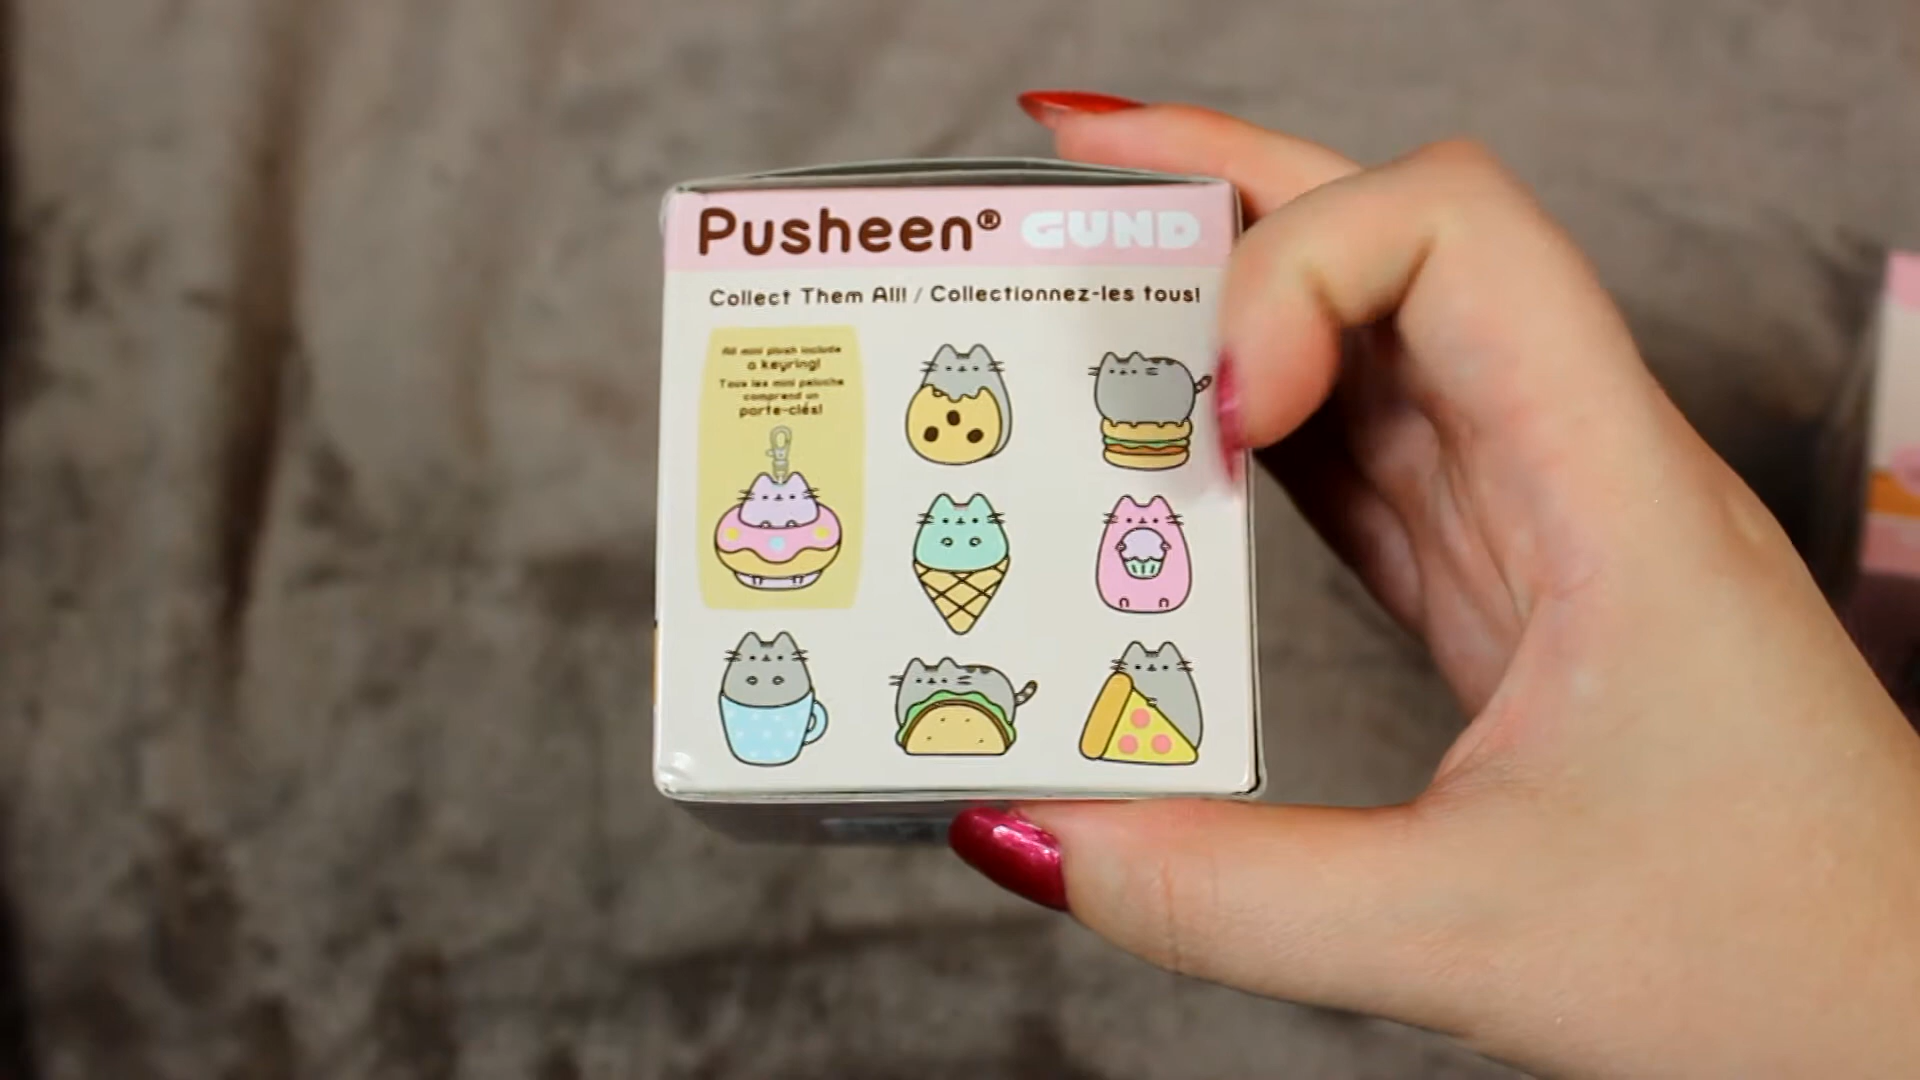 Pusheen® GUND
Collect Them All! / Collectionnez-les tous!
All mini plush include
a keyring!
Tous les mini peluche
comprend un
porte-clés!